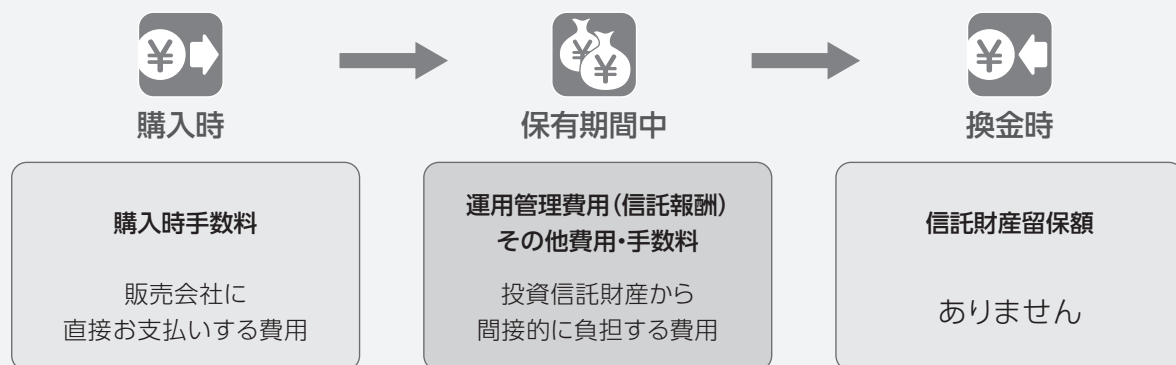 ¥
購入時
¥
¥
保有期間中
¥
換金時
購入時手数料
販売会社に
直接お支払いする費用
運用管理費用(信託報酬)
その他費用・手数料
投資信託財産から
間接的に負担する費用
信託財産留保額
ありません